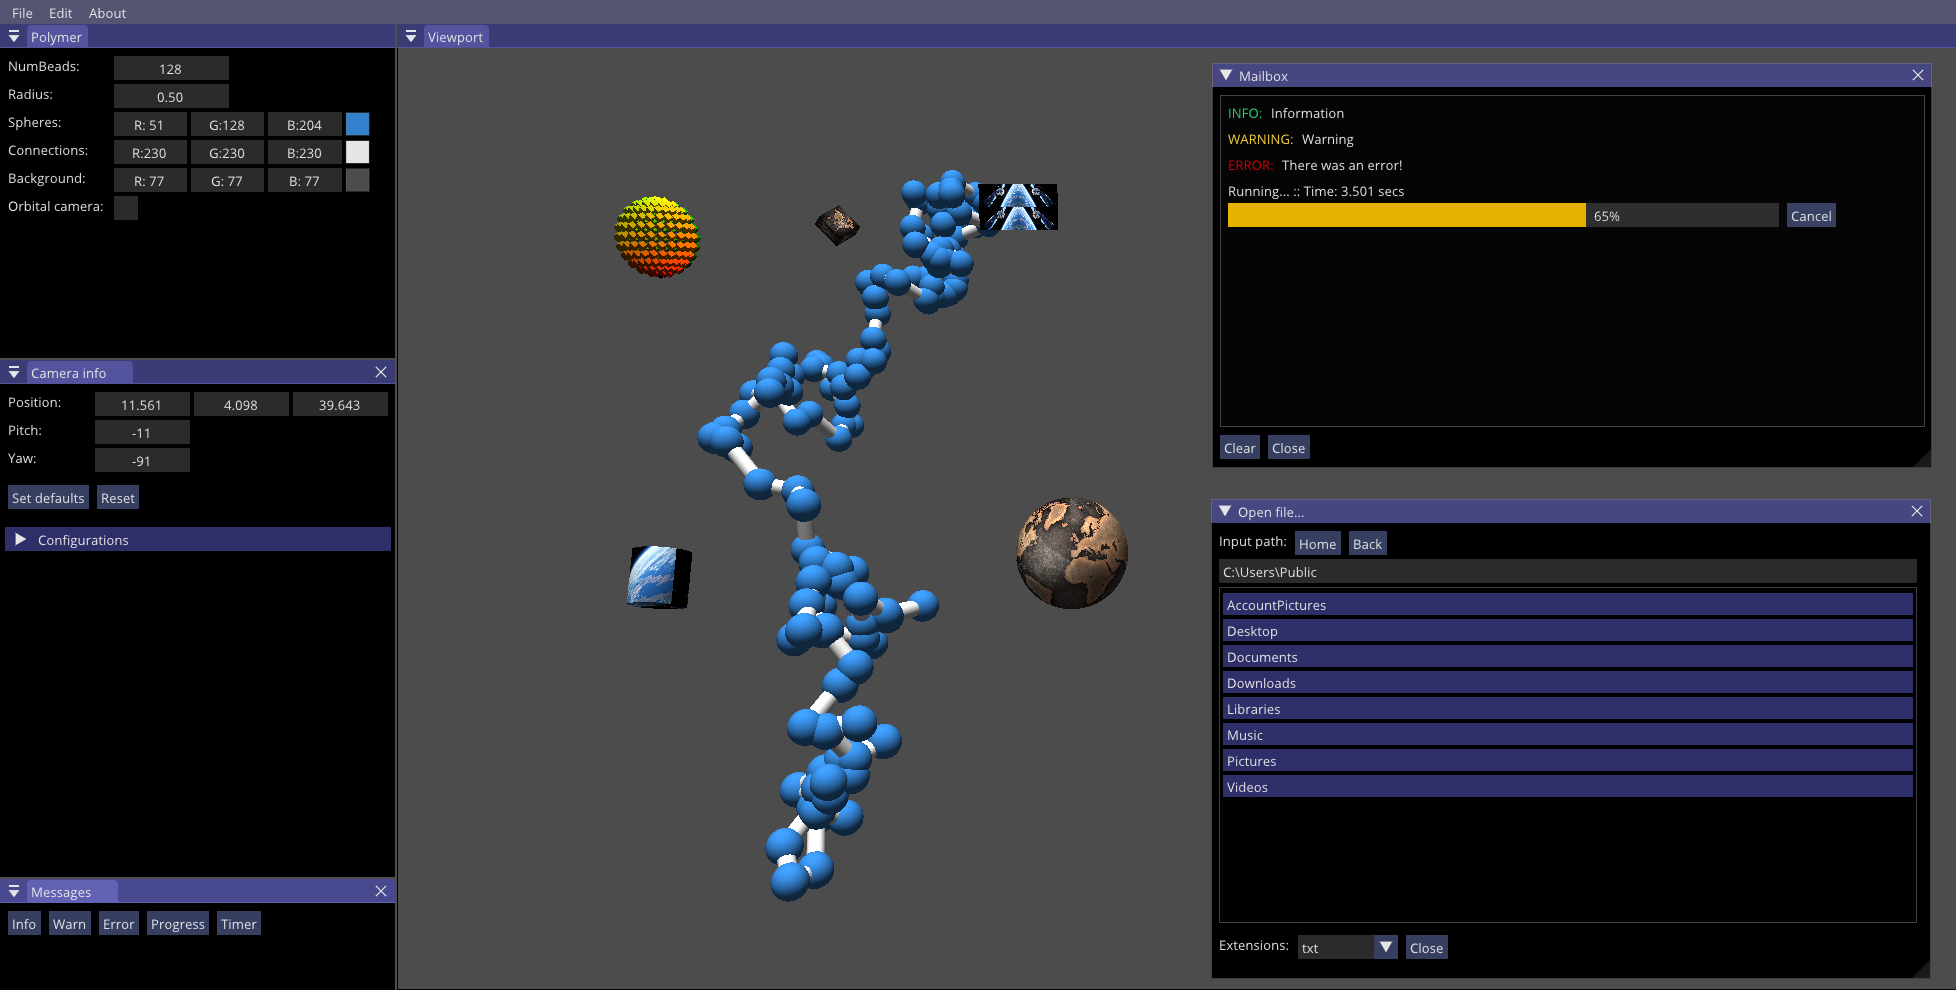 File Edit About
Polymer
NumBeads: 128
Radius: 0.50
Spheres: R: 51 G:128 B:204
Connections: R:230 G:230 B:230
Background: R: 77 G: 77 B: 77
Orbital camera:
Camera info
Position: 11.561 4.098 39.643
Pitch: -11
Yaw: -91
Set defaults Reset
Configurations
Messages
Info Warn Error Progress Timer
Viewport
Mailbox
INFO: Information
WARNING: Warning
ERROR: There was an error!
Running... :: Time: 3.501 secs
65% Cancel
Clear Close
Open file...
Input path: Home Back
C:\Users\Public
AccountPictures
Desktop
Documents
Downloads
Libraries
Music
Pictures
Videos
Extensions: txt Close